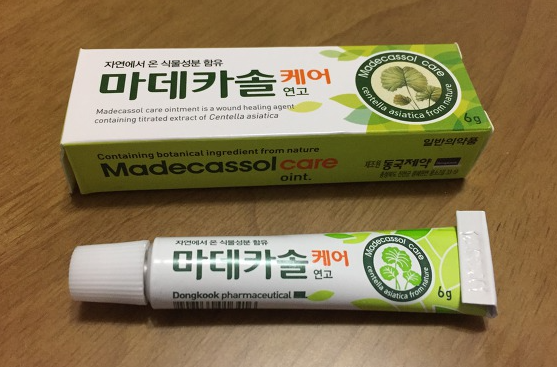 자연에서 온 식물성분 함유
마데카솔케어
연고
Madecassol care ointment is a wound healing agent
containing titrated extract of Centella asiatica
Madecassol care
centella asiatica from nature
6g
일반의약품
Containing botanical ingredient from nature
Madecassol care
oint.
동국제약
자연에서 온 식물성분 함유
마데카솔케어
연고
Dongkook pharmaceutical
Madecassol care
centella asiatica from nature
6g